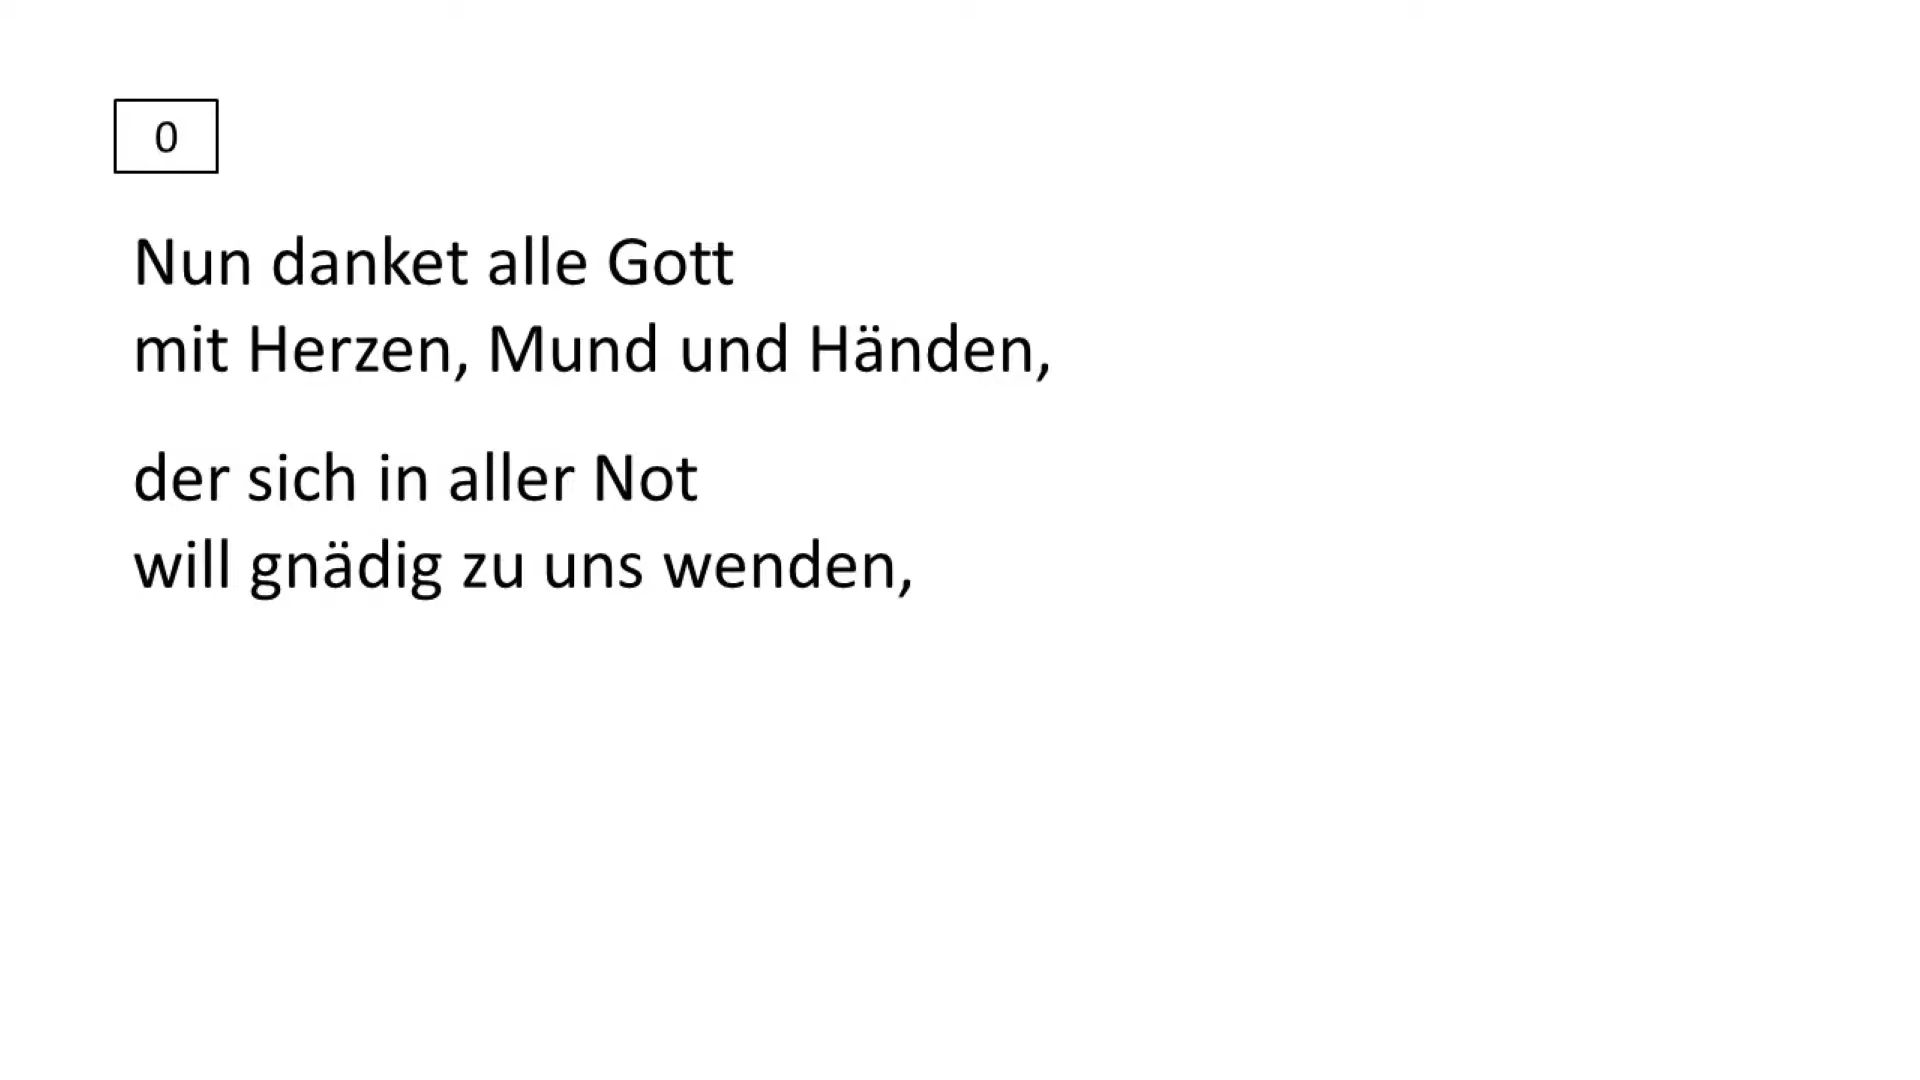 0
Nun danket alle Gott
mit Herzen, Mund und Händen,
der sich in aller Not
will gnädig zu uns wenden,